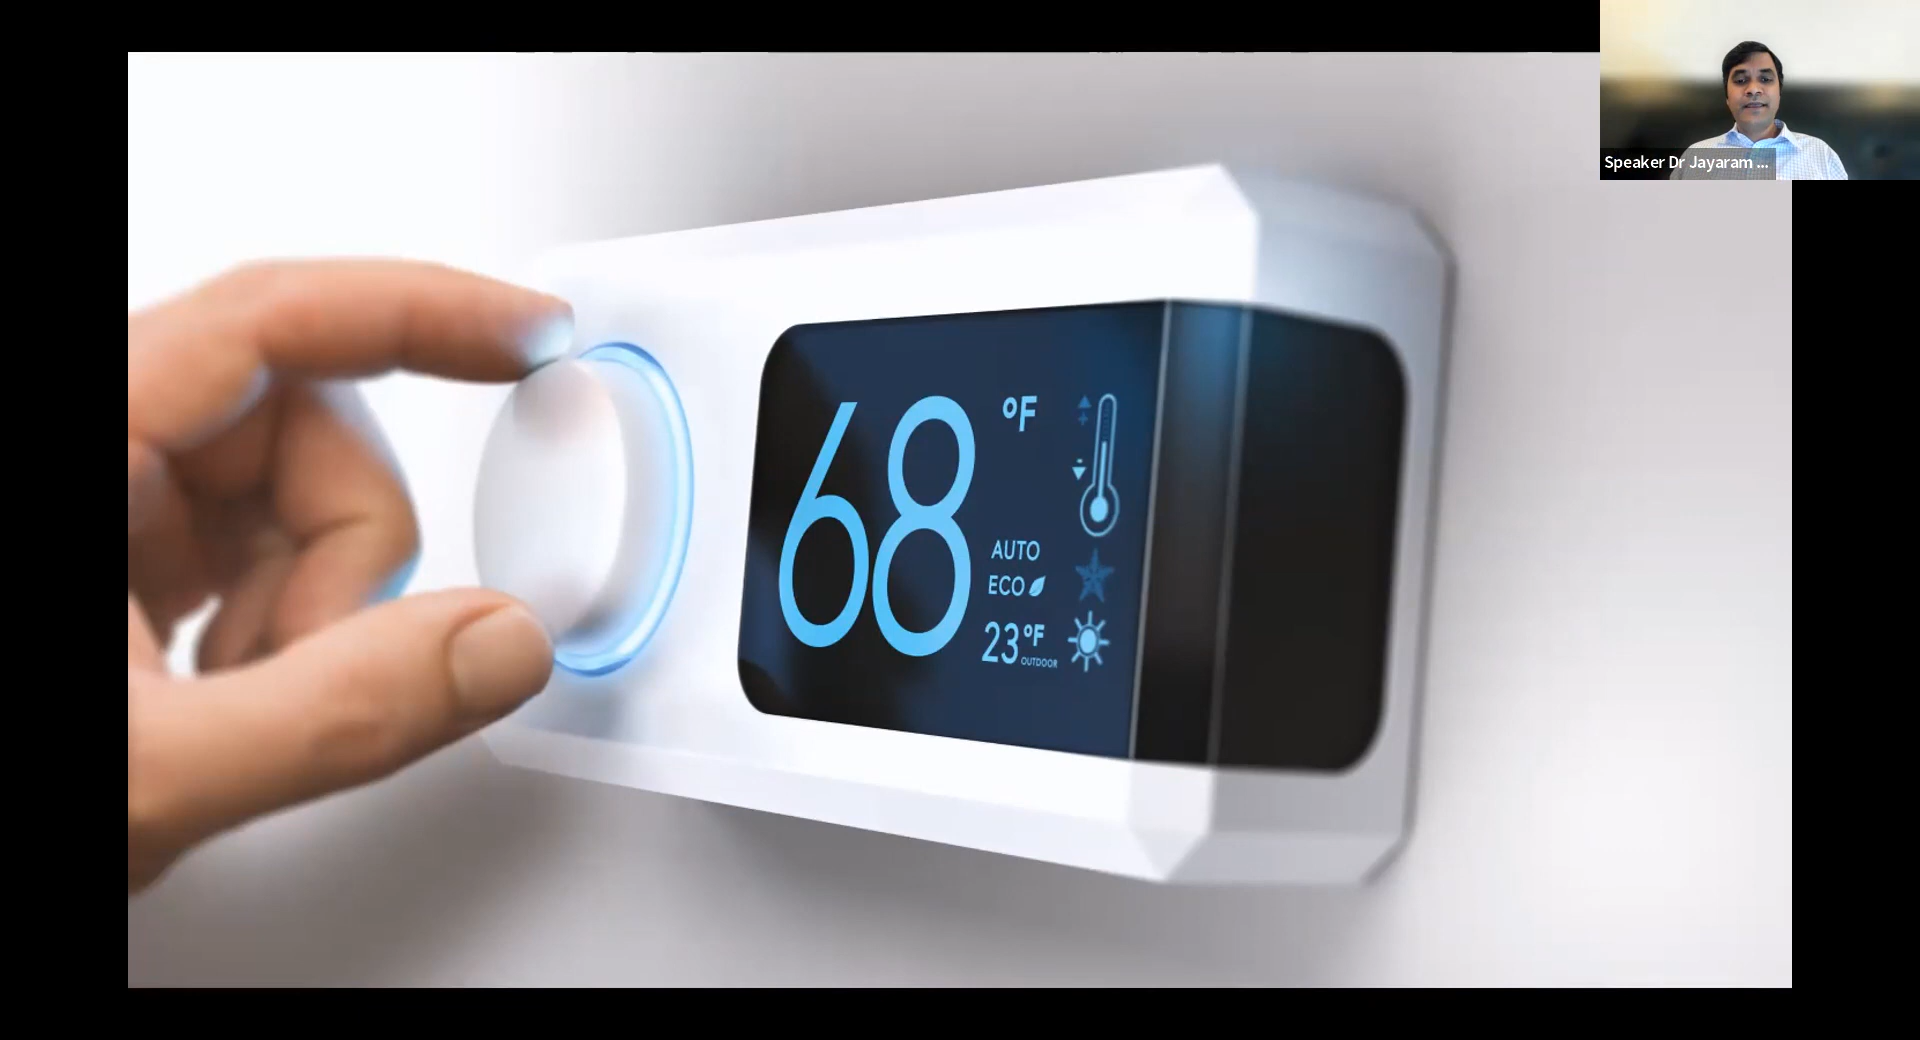 Speaker Dr Jayaram ...
68 °F
AUTO
ECO
23 °F
OUTDOOR